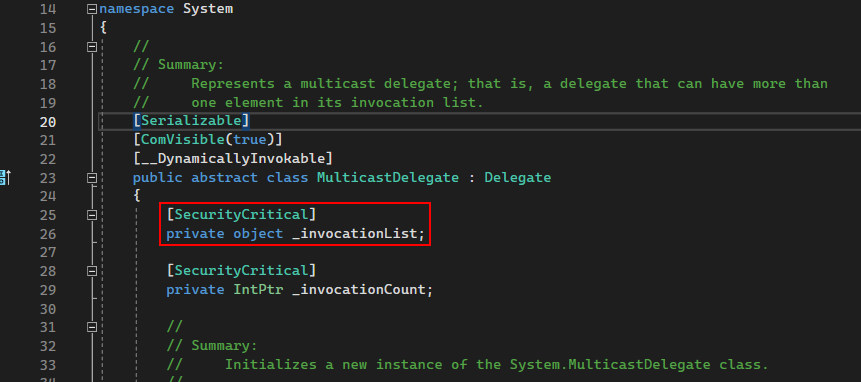 14 namespace System
15 {
16 //
17 // Summary:
18 // Represents a multicast delegate; that is, a delegate that can have more than
19 // one element in its invocation list.
20 [Serializable]
21 [ComVisible(true)]
22 [__DynamicallyInvokable]
23 public abstract class MulticastDelegate : Delegate
24 {
25 [SecurityCritical]
26 private object _invocationList;
27
28 [SecurityCritical]
29 private IntPtr _invocationCount;
30
31 //
32 // Summary:
33 // Initializes a new instance of the System.MulticastDelegate class.